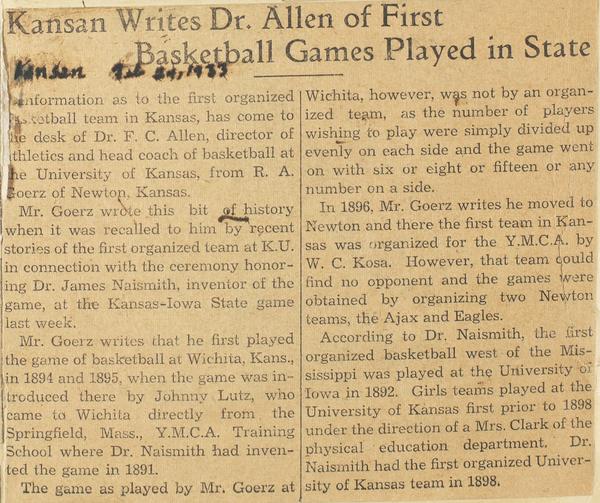 Kansan Writes Dr. Allen of First
Basketball Games Played in State
Kansan Feb 24, 1933
Information as to the first organized
basketball team in Kansas, has come to
the desk of Dr. F. C. Allen, director of
athletics and head coach of basketball at
the University of Kansas, from R. A.
Goerz of Newton, Kansas.
Mr. Goerz wrote this bit of history
when it was recalled to him by recent
stories of the first organized team at K.U.
in connection with the ceremony honor-
ing Dr. James Naismith, inventor of the
game, at the Kansas-Iowa State game
last week.
Mr. Goerz writes that he first played
the game of basketball at Wichita, Kans.,
in 1894 and 1895, when the game was in-
troduced there by Johnny Lutz, who
came to Wichita directly from the
Springfield, Mass., Y.M.C.A. Training
School where Dr. Naismith had inven-
ted the game in 1891.
The game as played by Mr. Goerz at
Wichita, however, was not by an organ-
ized team, as the number of players
wishing to play were simply divided up
evenly on each side and the game went
on with six or eight or fifteen or any
number on a side.
In 1896, Mr. Goerz writes he moved to
Newton and there the first team in Kan-
sas was organized for the Y.M.C.A. by
W. C. Kosa. However, that team could
find no opponent and the games were
obtained by organizing two Newton
teams, the Ajax and Eagles.
According to Dr. Naismith, the first
organized basketball west of the Mis-
sissippi was played at the University of
Iowa in 1892. Girls teams played at the
University of Kansas first prior to 1898
under the direction of a Mrs. Clark of the
physical education department. Dr.
Naismith had the first organized Univer-
sity of Kansas team in 1898.